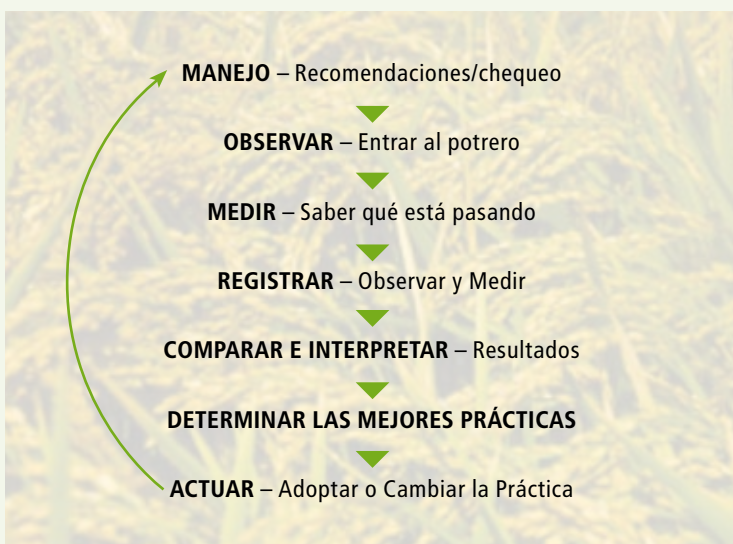 MANEJO – Recomendaciones/chequeo
OBSERVAR – Entrar al potrero
MEDIR – Saber qué está pasando
REGISTRAR – Observar y Medir
COMPARAR E INTERPRETAR – Resultados
DETERMINAR LAS MEJORES PRÁCTICAS
ACTUAR – Adoptar o Cambiar la Práctica